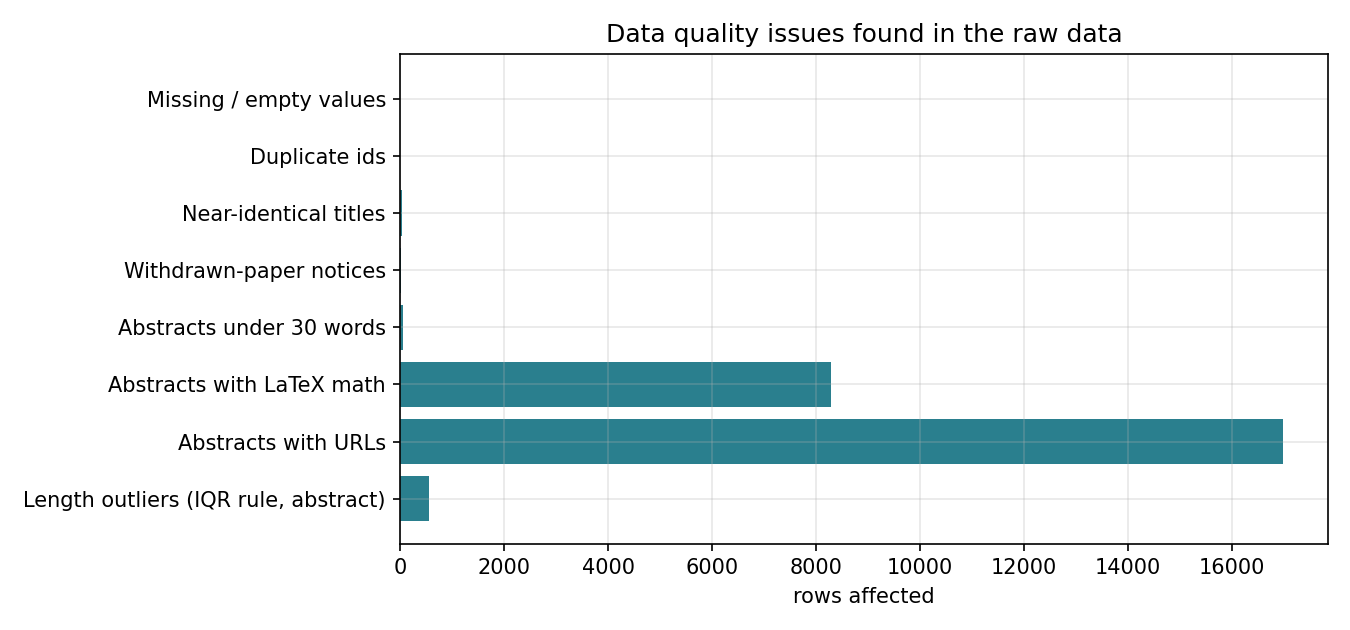 Data quality issues found in the raw data
Missing / empty values
Duplicate ids
Near-identical titles
Withdrawn-paper notices
Abstracts under 30 words
Abstracts with LaTeX math
Abstracts with URLs
Length outliers (IQR rule, abstract)
0 2000 4000 6000 8000 10000 12000 14000 16000
rows affected